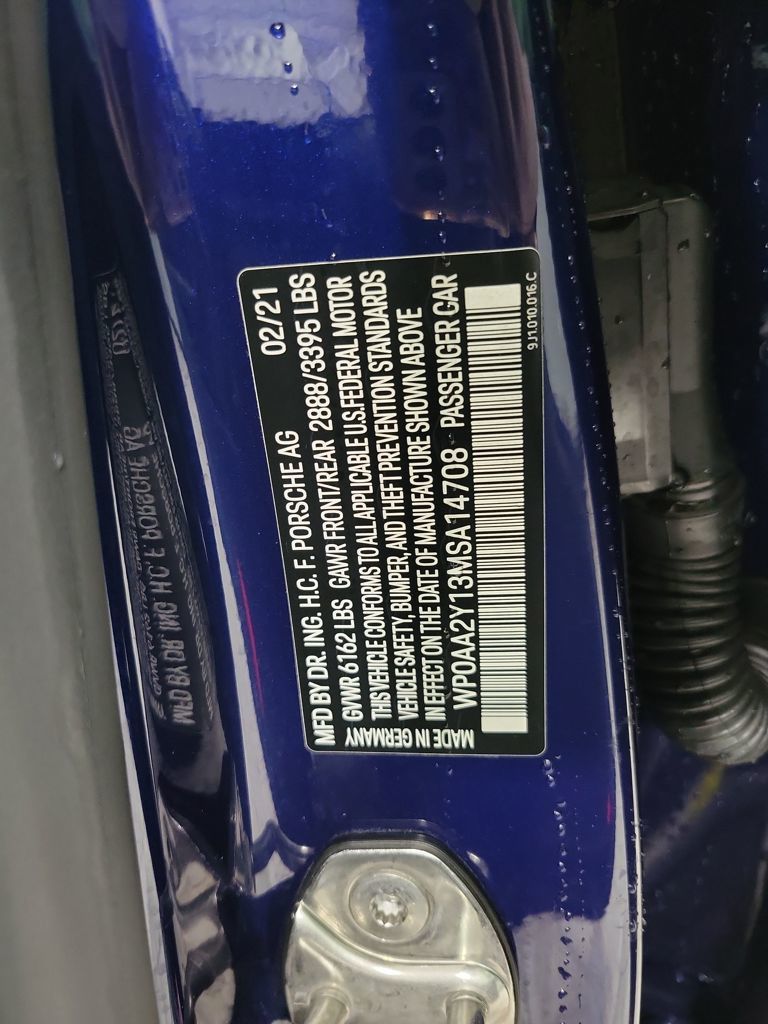 MFD BY DR. ING. H.C. F. PORSCHE AG 02/21
GVWR 6162 LBS GAWR FRONT/REAR 2888/3395 LBS
THIS VEHICLE CONFORMS TO ALL APPLICABLE U.S. FEDERAL MOTOR
VEHICLE SAFETY, BUMPER, AND THEFT PREVENTION STANDARDS
IN EFFECT ON THE DATE OF MANUFACTURE SHOWN ABOVE
WP0AA2Y13MSA14708 PASSENGER CAR
MADE IN GERMANY
9J1.010.016.C